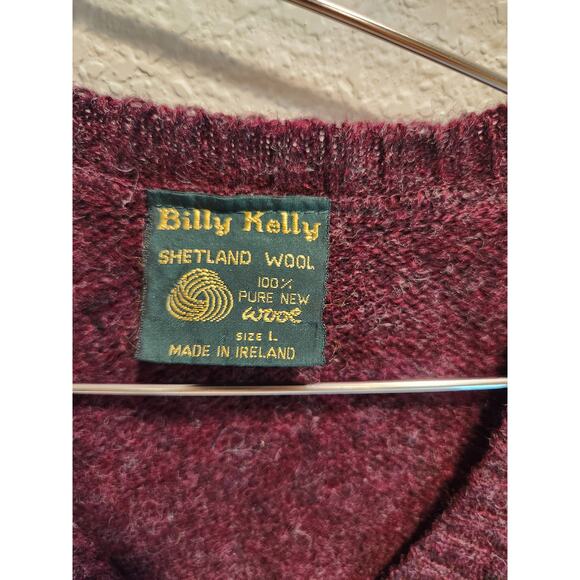 Billy Kelly
SHETLAND WOOL
100%
PURE NEW
wool
SIZE L
MADE IN IRELAND